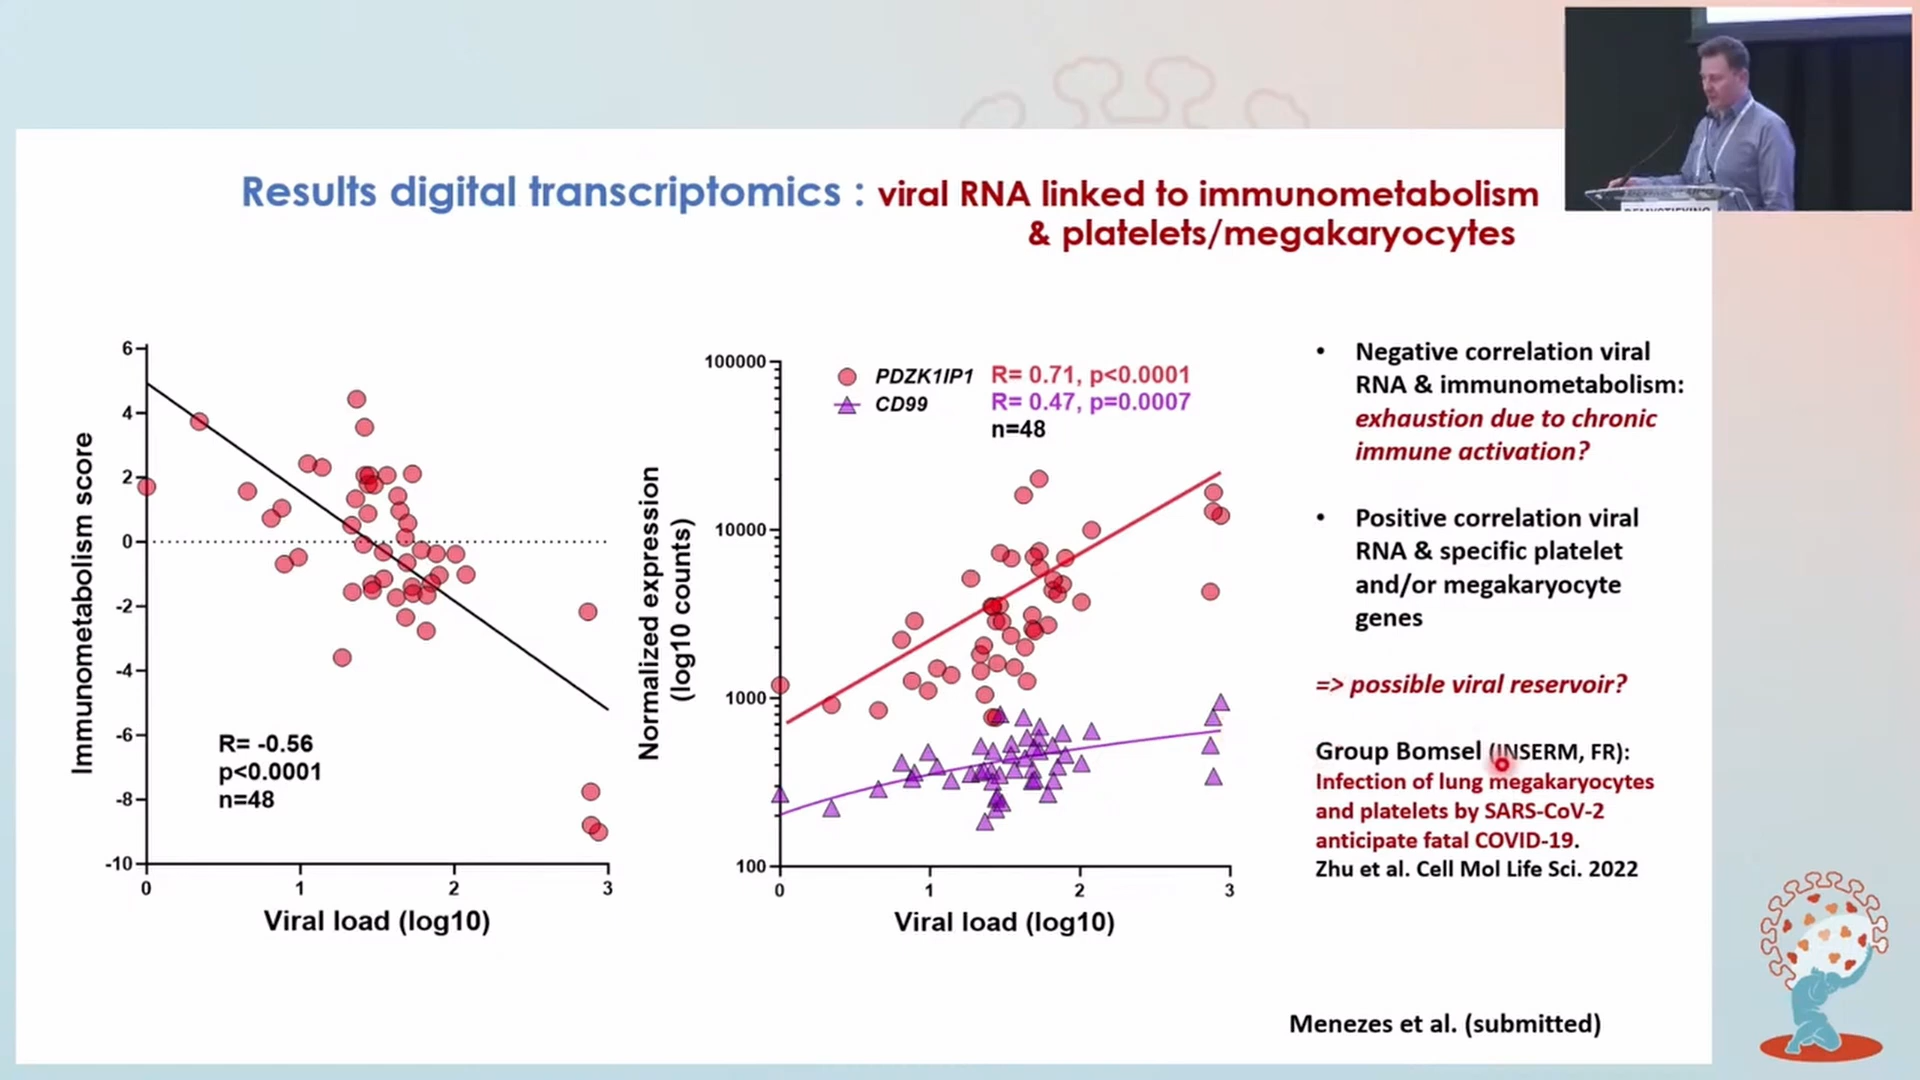 Results digital transcriptomics : viral RNA linked to immunometabolism
& platelets/megakaryocytes
6
4
2
0
-2
-4
-6
-8
-10
0
1
2
3
Immunometabolism score
Viral load (log10)
R= -0.56
p<0.0001
n=48
100000
10000
1000
100
0
1
2
3
Normalized expression
(log10 counts)
Viral load (log10)
PDZK1IP1 R= 0.71, p<0.0001
CD99 R= 0.47, p=0.0007
n=48
• Negative correlation viral
RNA & immunometabolism:
exhaustion due to chronic
immune activation?
• Positive correlation viral
RNA & specific platelet
and/or megakaryocyte
genes
=> possible viral reservoir?
Group Bomsel (INSERM, FR):
Infection of lung megakaryocytes
and platelets by SARS-CoV-2
anticipate fatal COVID-19.
Zhu et al. Cell Mol Life Sci. 2022
Menezes et al. (submitted)
DEMYSTIFYING